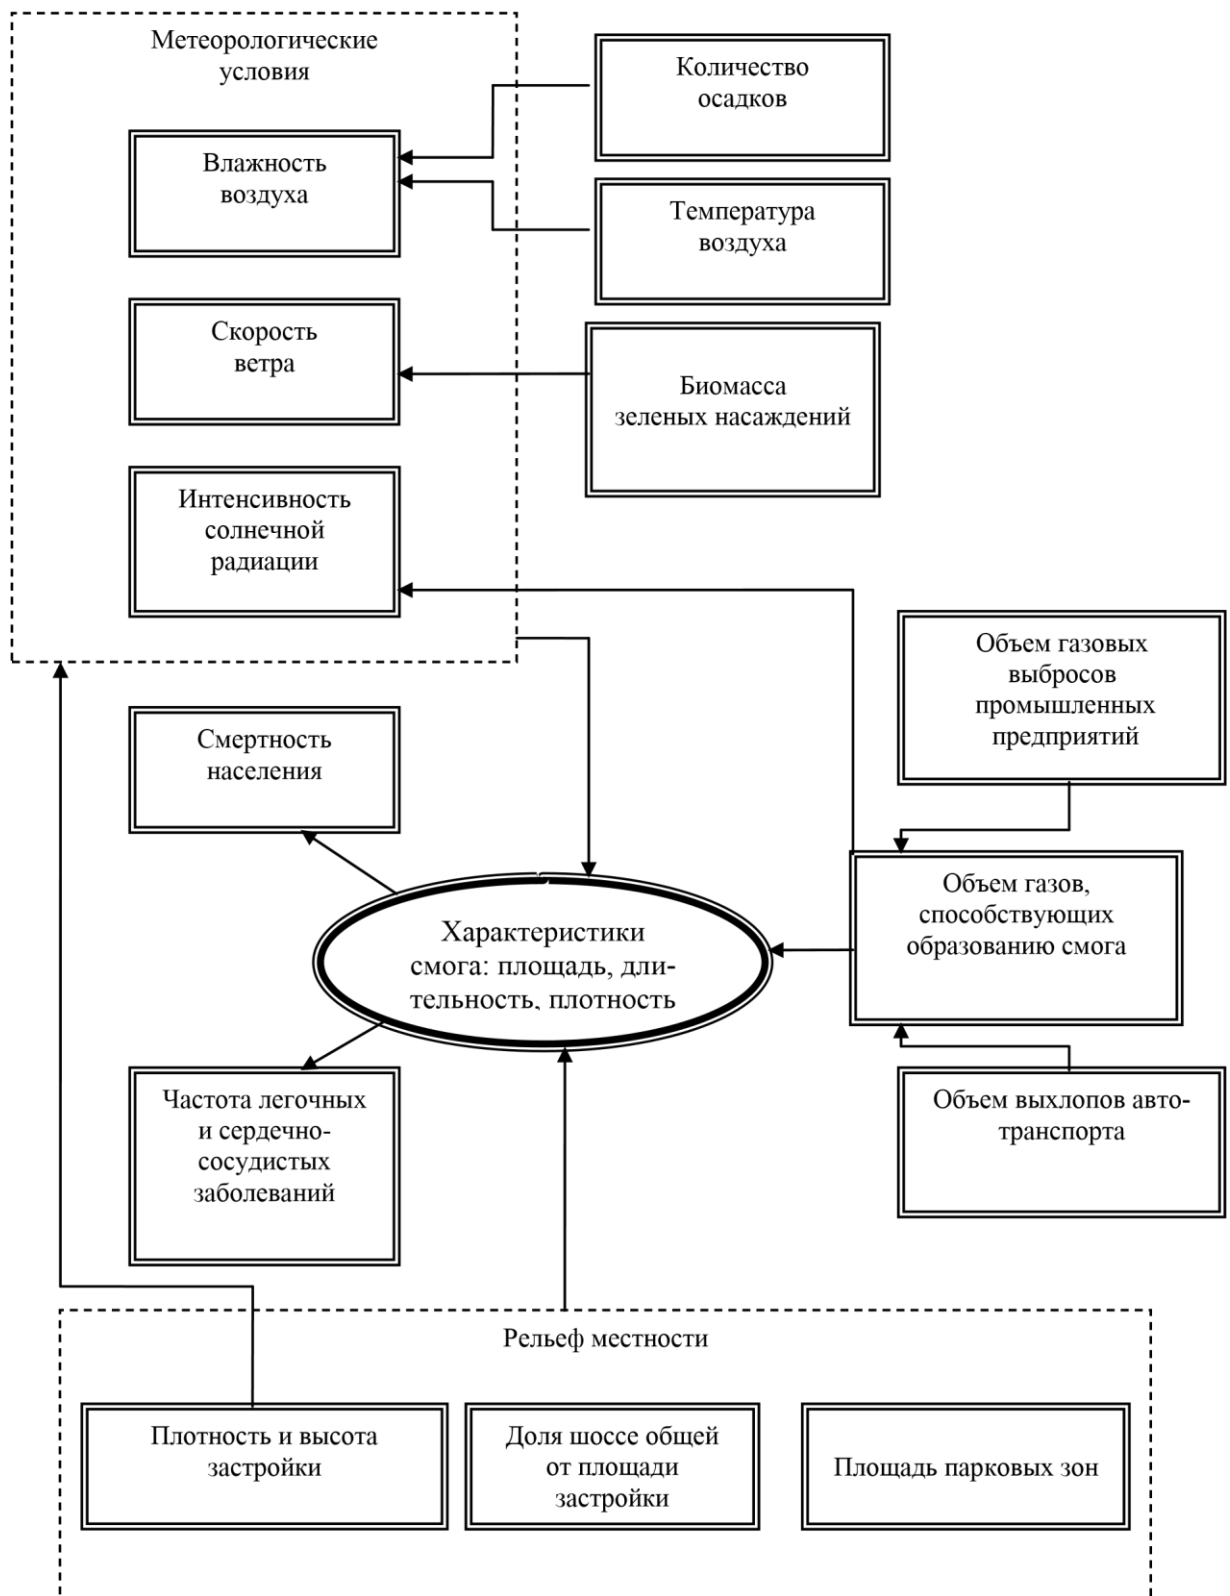 Метеорологические
условия
Количество
осадков
Влажность
воздуха
Температура
воздуха
Скорость
ветра
Биомасса
зеленых насаждений
Интенсивность
солнечной
радиации
Объем газовых
выбросов
промышленных
предприятий
Смертность
населения
Объем газов,
способствующих
образованию смога
Характеристики
смога: площадь, дли-
тельность, плотность
Частота легочных
и сердечно-
сосудистых
заболеваний
Объем выхлопов авто-
транспорта
Рельеф местности
Плотность и высота
застройки
Доля шоссе общей
от площади
застройки
Площадь парковых зон